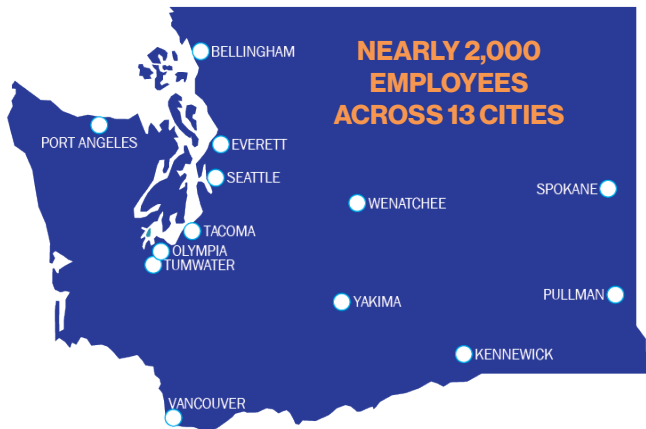 BELLINGHAM
NEARLY 2,000
EMPLOYEES
ACROSS 13 CITIES
PORT ANGELES
EVERETT
SEATTLE
SPOKANE
WENATCHEE
TACOMA
OLYMPIA
TUMWATER
PULLMAN
YAKIMA
KENNEWICK
VANCOUVER